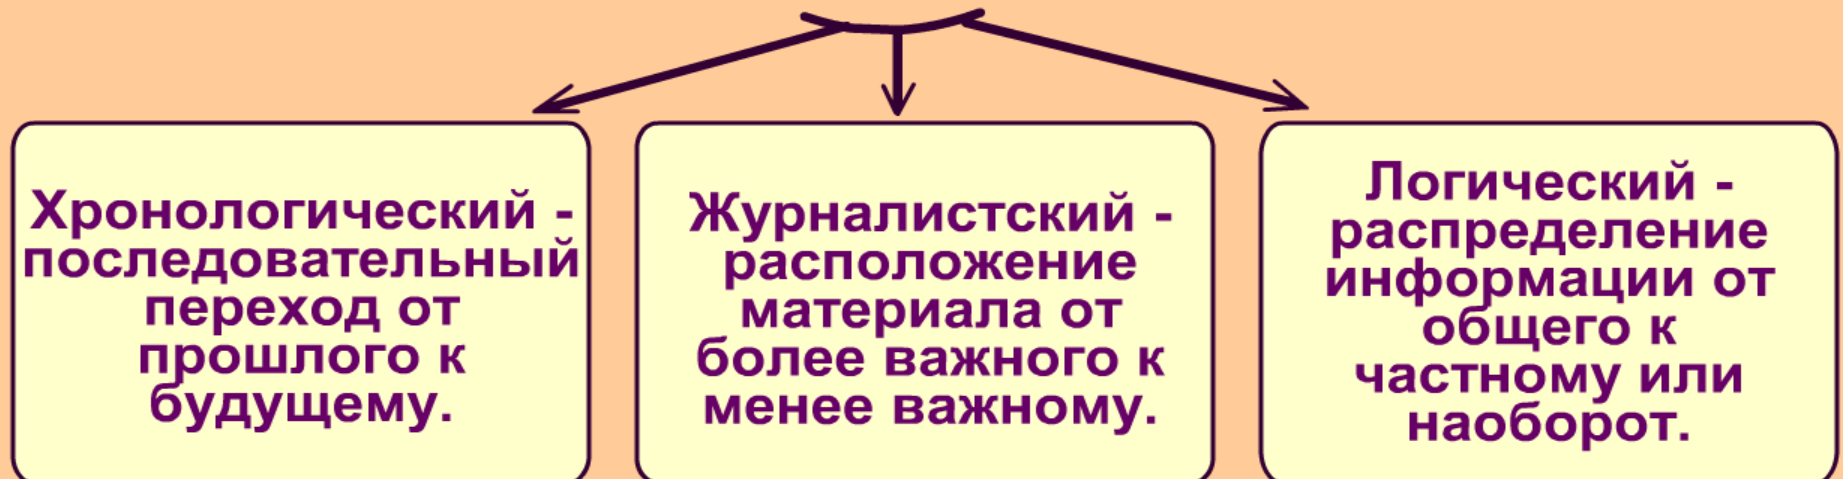 Хронологический -
последовательный
переход от
прошлого к
будущему.
Журналистский -
расположение
материала от
более важного к
менее важному.
Логический -
распределение
информации от
общего к
частному или
наоборот.